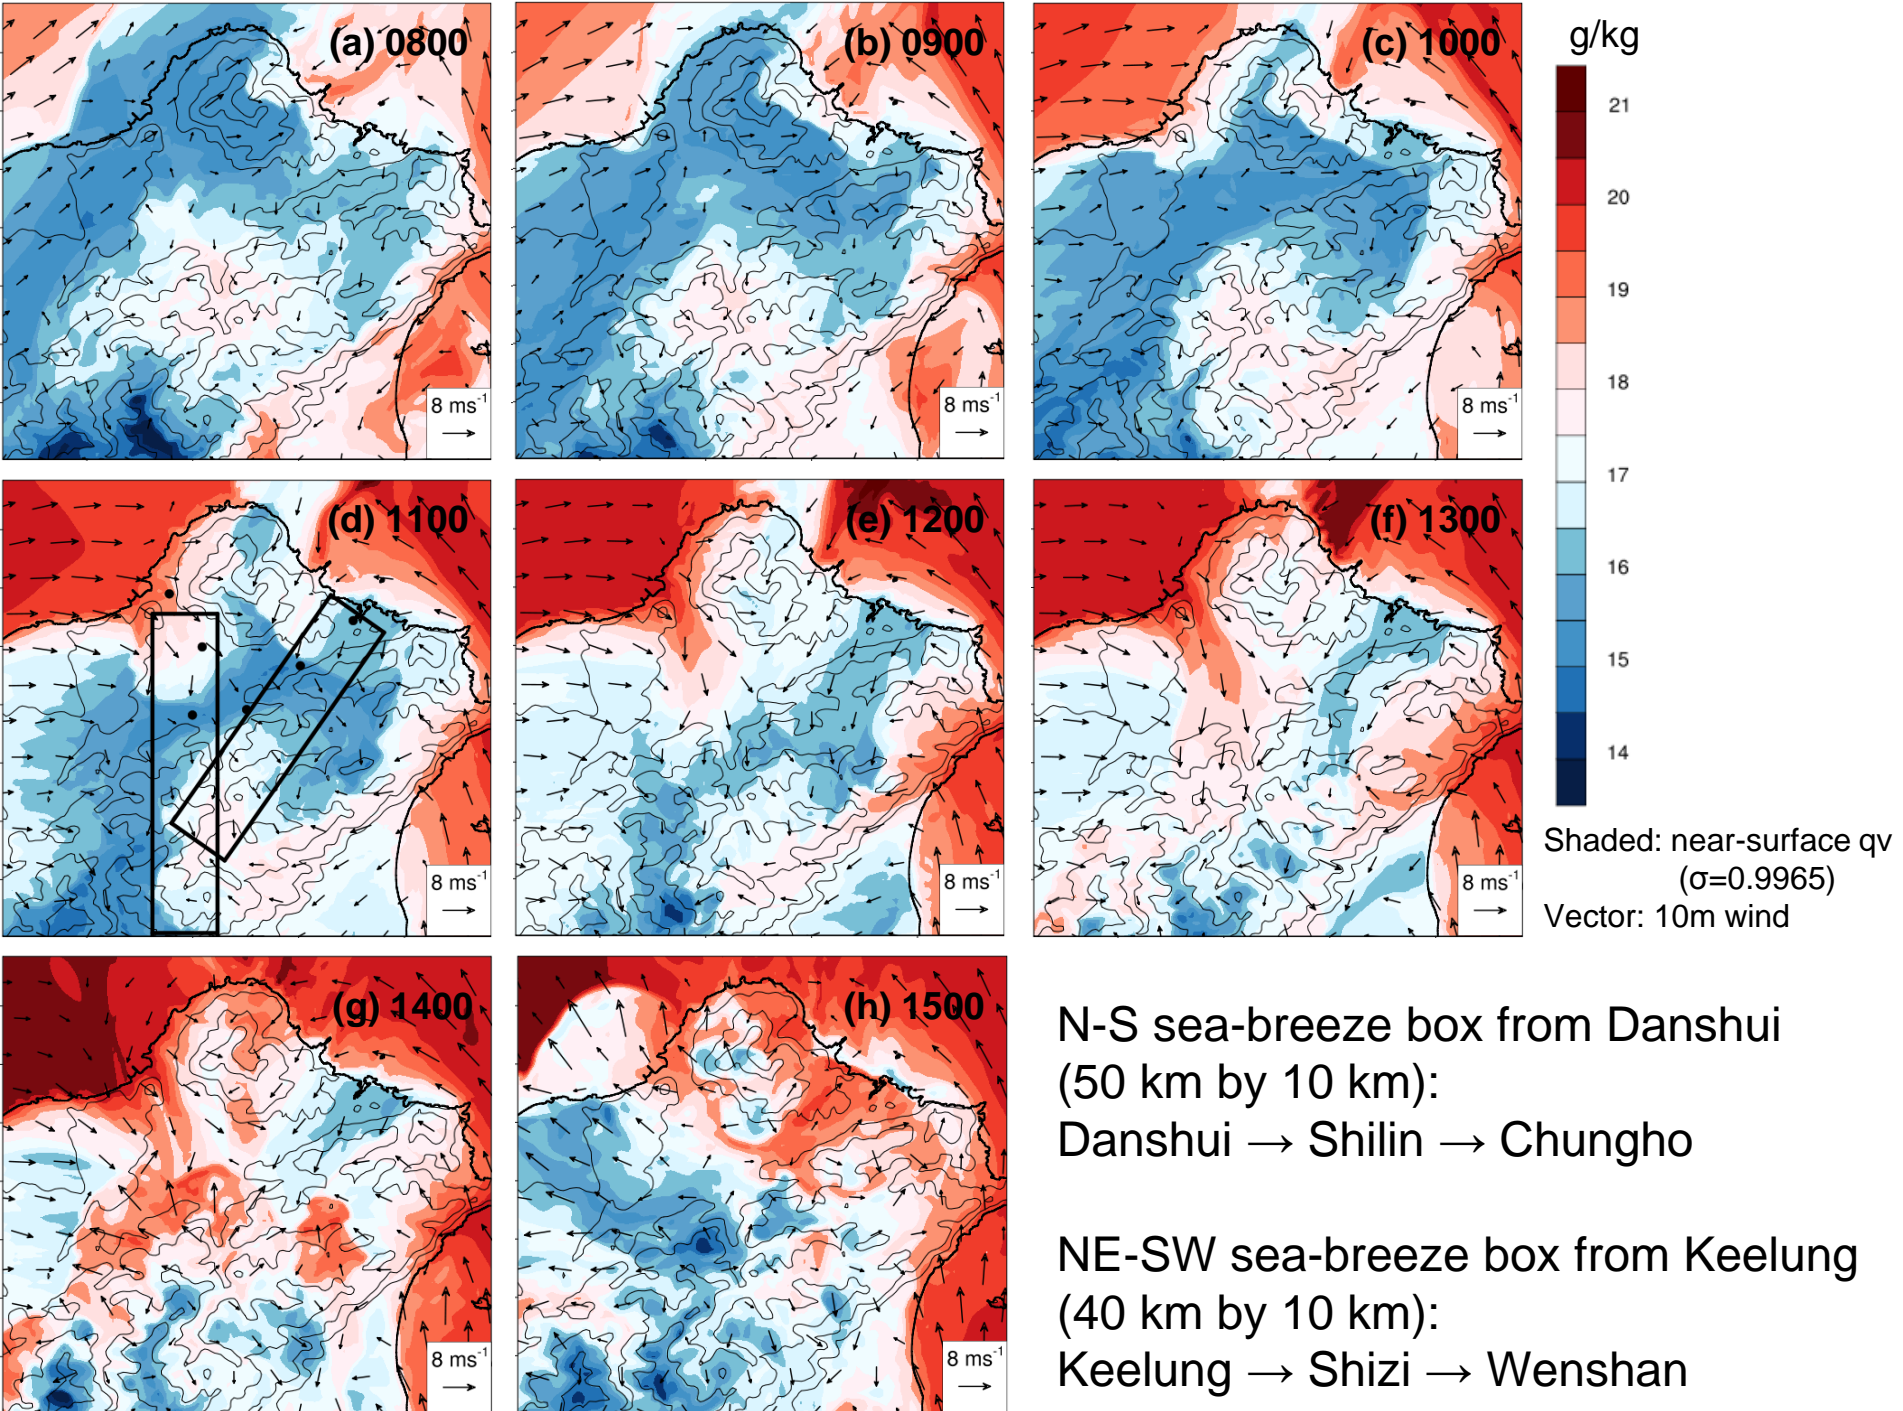 (a) 0800
(b) 0900
(c) 1000
g/kg
21
20
19
18
17
16
15
14
8 ms-1
8 ms-1
8 ms-1
(d) 1100
(e) 1200
(f) 1300
8 ms-1
8 ms-1
8 ms-1
Shaded: near-surface qv
(σ=0.9965)
Vector: 10m wind
(g) 1400
(h) 1500
8 ms-1
8 ms-1
N-S sea-breeze box from Danshui
(50 km by 10 km):
Danshui → Shilin → Chungho
NE-SW sea-breeze box from Keelung
(40 km by 10 km):
Keelung → Shizi → Wenshan